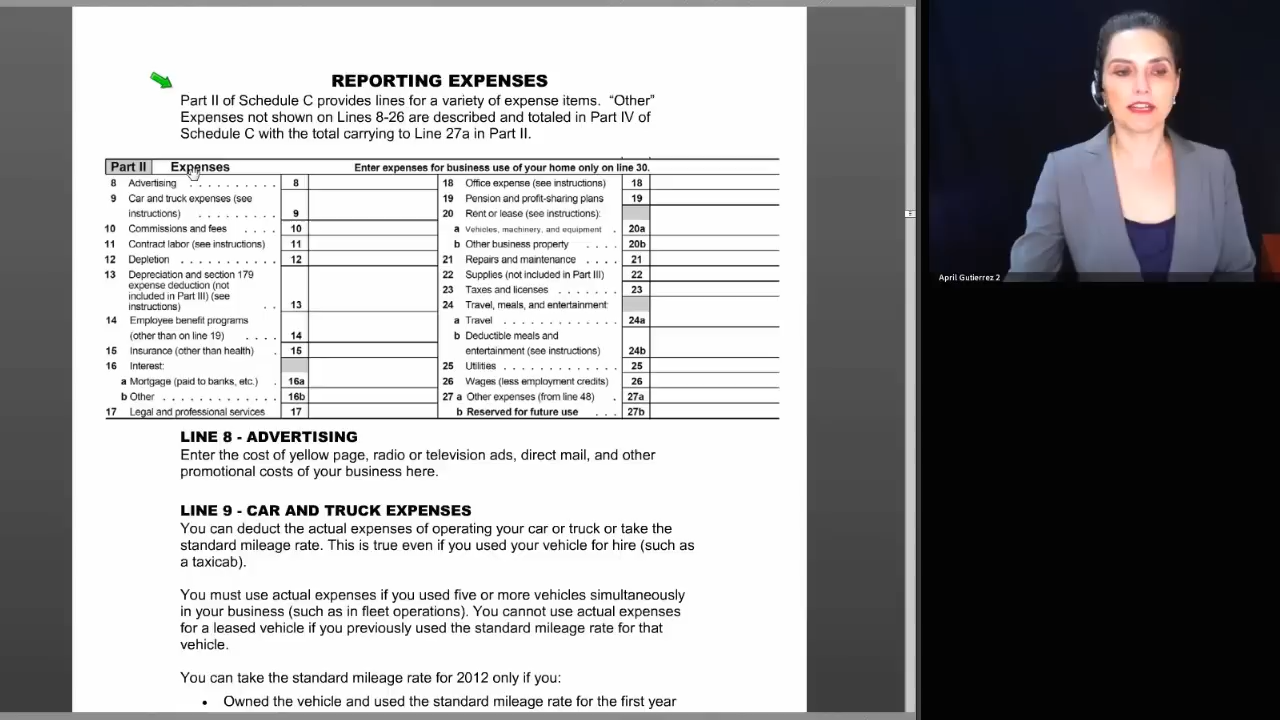 REPORTING EXPENSES
Part II of Schedule C provides lines for a variety of expense items. “Other”
Expenses not shown on Lines 8-26 are described and totaled in Part IV of
Schedule C with the total carrying to Line 27a in Part II.
Part II Expenses Enter expenses for business use of your home only on line 30.
8 Advertising . . . . . . . . . . 8
9 Car and truck expenses (see
instructions) . . . . . . . . . 9
10 Commissions and fees . . . . 10
11 Contract labor (see instructions) 11
12 Depletion . . . . . . . . . . . 12
13 Depreciation and section 179
expense deduction (not
included in Part III) (see
instructions) . . 13
14 Employee benefit programs
(other than on line 19) . . 14
15 Insurance (other than health) . 15
16 Interest:
a Mortgage (paid to banks, etc.) . 16a
b Other . . . . . . . . . . . . 16b
17 Legal and professional services 17
18 Office expense (see instructions) 18
19 Pension and profit-sharing plans 19
20 Rent or lease (see instructions):
a Vehicles, machinery, and equipment . 20a
b Other business property . . . . 20b
21 Repairs and maintenance . . . . 21
22 Supplies (not included in Part III) 22
23 Taxes and licenses . . . . . . . 23
24 Travel, meals, and entertainment:
a Travel . . . . . . . . . . . . . 24a
b Deductible meals and
entertainment (see instructions) 24b
25 Utilities . . . . . . . . . . . . 25
26 Wages (less employment credits) 26
27 a Other expenses (from line 48) . 27a
b Reserved for future use . . . 27b
LINE 8 - ADVERTISING
Enter the cost of yellow page, radio or television ads, direct mail, and other
promotional costs of your business here.
LINE 9 - CAR AND TRUCK EXPENSES
You can deduct the actual expenses of operating your car or truck or take the
standard mileage rate. This is true even if you used your vehicle for hire (such as
a taxicab).
You must use actual expenses if you used five or more vehicles simultaneously
in your business (such as in fleet operations). You cannot use actual expenses
for a leased vehicle if you previously used the standard mileage rate for that
vehicle.
You can take the standard mileage rate for 2012 only if you:
• Owned the vehicle and used the standard mileage rate for the first year
April Gutierrez 2